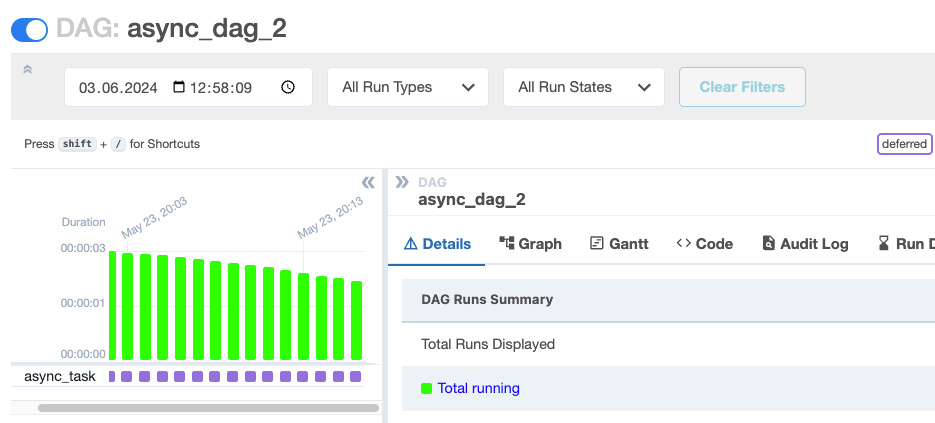 DAG: async_dag_2
03.06.2024 12:58:09 All Run Types All Run States Clear Filters
Press shift + / for Shortcuts deferred
DAG
async_dag_2
Details Graph Gantt Code Audit Log Run D
DAG Runs Summary
Total Runs Displayed
Total running
May 23, 20:03 May 23, 20:13
Duration
00:00:03
00:00:01
00:00:00
async_task